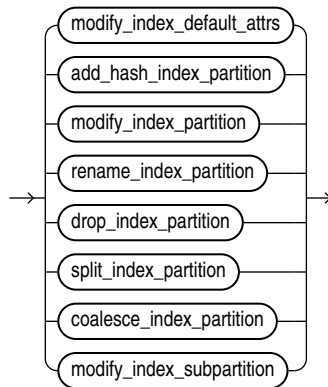 modify_index_default_attrs
add_hash_index_partition
modify_index_partition
rename_index_partition
drop_index_partition
split_index_partition
coalesce_index_partition
modify_index_subpartition